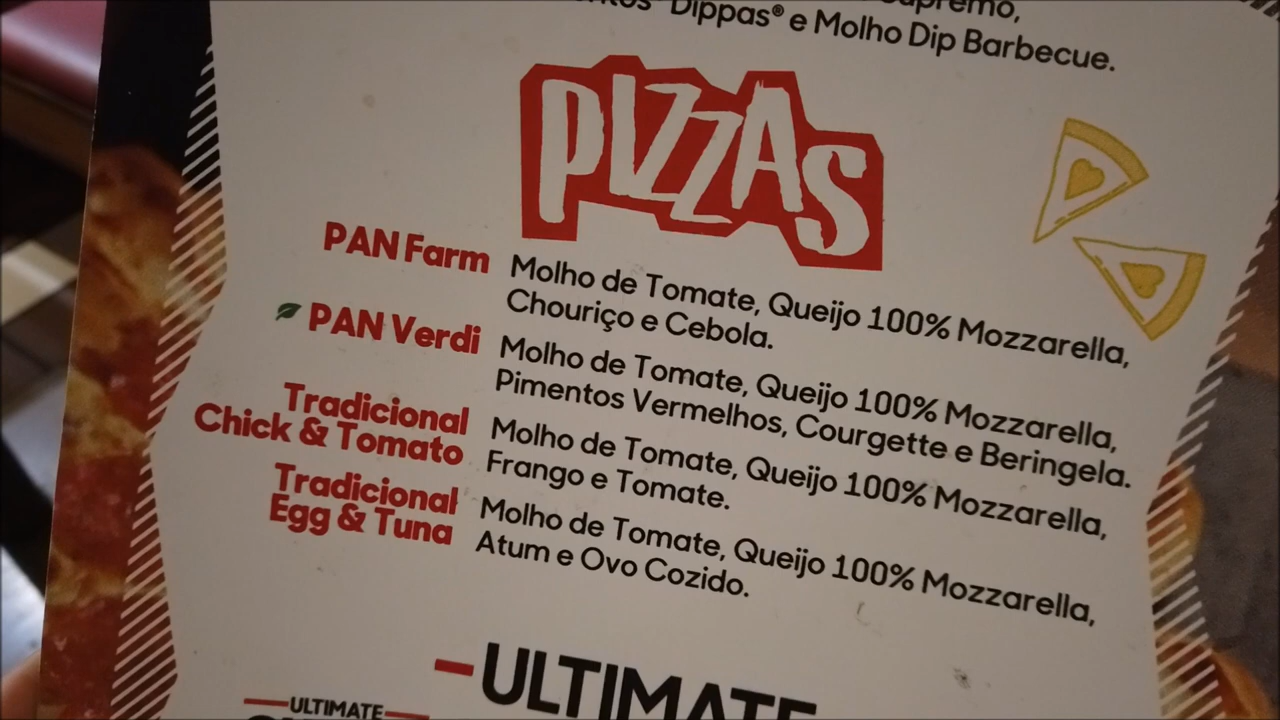 Dippas® e Molho Dip Barbecue.
PIZZAS
PAN Farm
Molho de Tomate, Queijo 100% Mozzarella,
Chouriço e Cebola.
PAN Verdi
Molho de Tomate, Queijo 100% Mozzarella,
Pimentos Vermelhos, Courgette e Beringela.
Tradicional
Chick & Tomato
Molho de Tomate, Queijo 100% Mozzarella,
Frango e Tomate.
Tradicional
Egg & Tuna
Molho de Tomate, Queijo 100% Mozzarella,
Atum e Ovo Cozido.
ULTIMATE
ULTIMATE